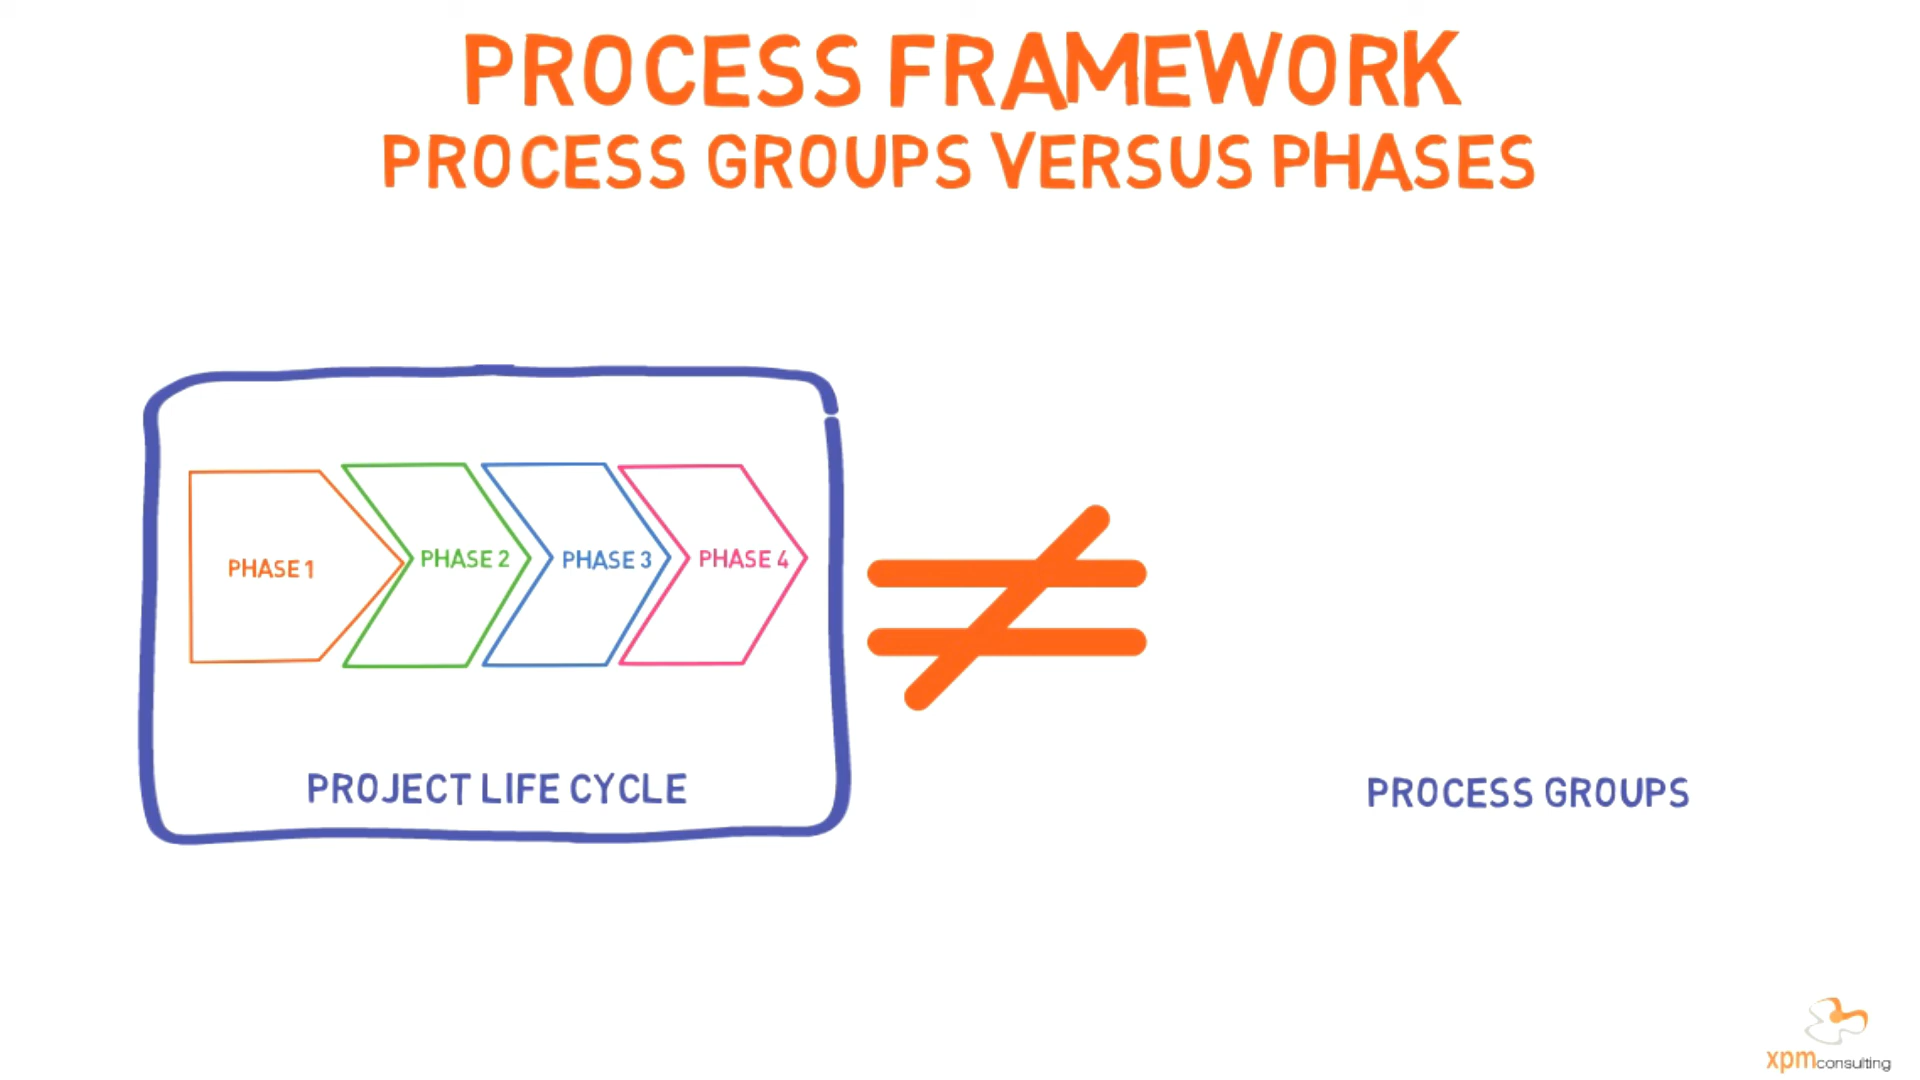 PROCESS FRAMEWORK
PROCESS GROUPS VERSUS PHASES
PHASE 1
PHASE 2
PHASE 3
PHASE 4
PROJECT LIFE CYCLE
PROCESS GROUPS
xpmconsulting